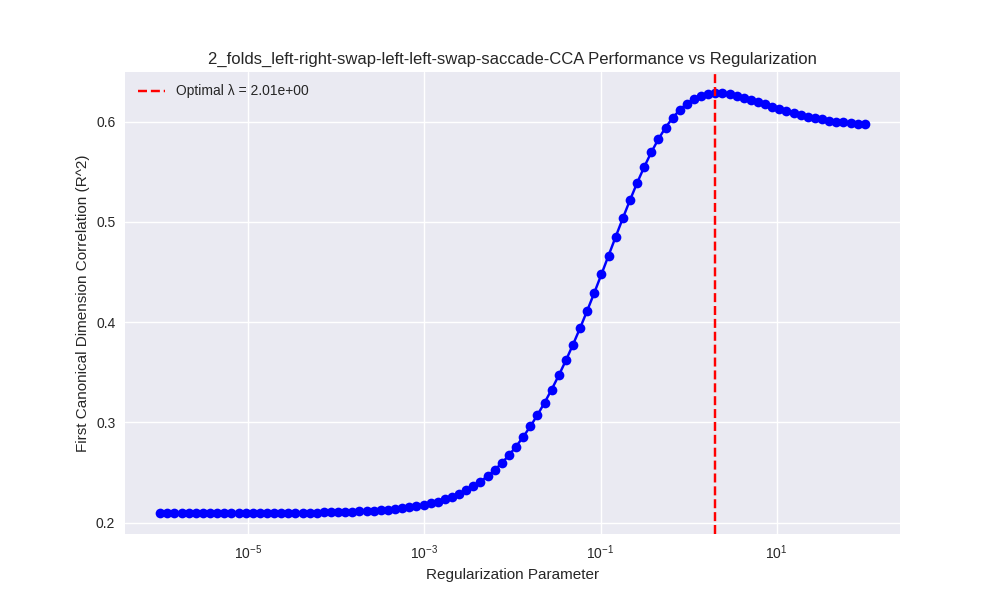 2_folds_left-right-swap-left-left-swap-saccade-CCA Performance vs Regularization
Optimal λ = 2.01e+00
First Canonical Dimension Correlation (R^2)
0.6
0.5
0.4
0.3
0.2
10⁻⁵
10⁻³
10⁻¹
10¹
Regularization Parameter